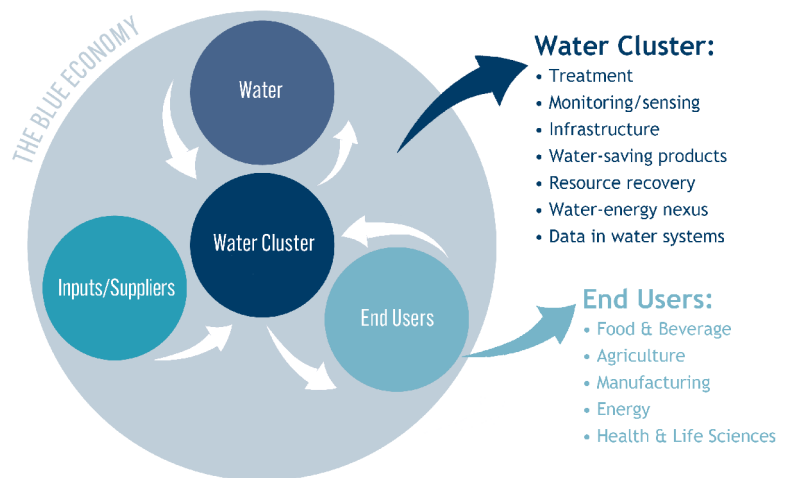 THE BLUE ECONOMY
Water
Water Cluster
Inputs/Suppliers
End Users
Water Cluster:
• Treatment
• Monitoring/sensing
• Infrastructure
• Water-saving products
• Resource recovery
• Water-energy nexus
• Data in water systems
End Users:
• Food & Beverage
• Agriculture
• Manufacturing
• Energy
• Health & Life Sciences